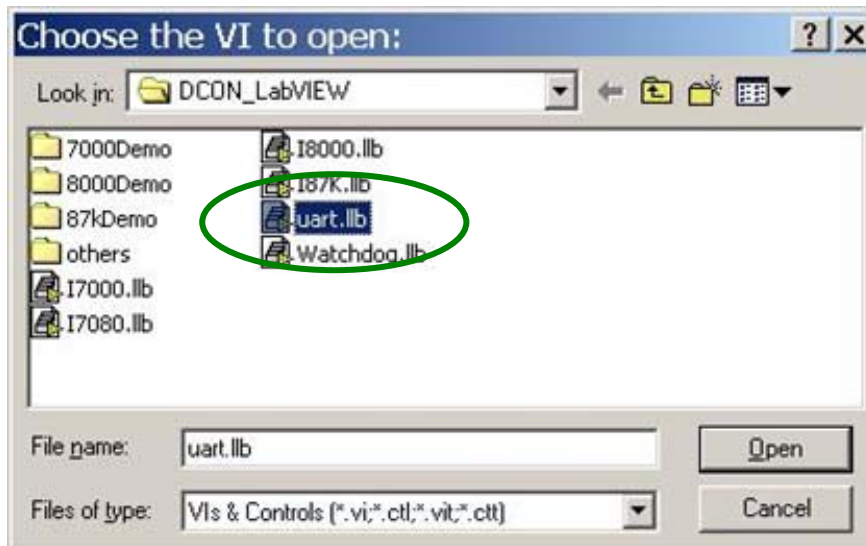 Choose the VI to open:
Look in: DCON_LabVIEW
7000Demo
8000Demo
87kDemo
others
I7000.llb
I7080.llb
I8000.llb
I87K.llb
uart.llb
Watchdog.llb
File name: uart.llb
Open
Files of type: VIs & Controls (*.vi;*.ctl;*.vit;*.ctt)
Cancel